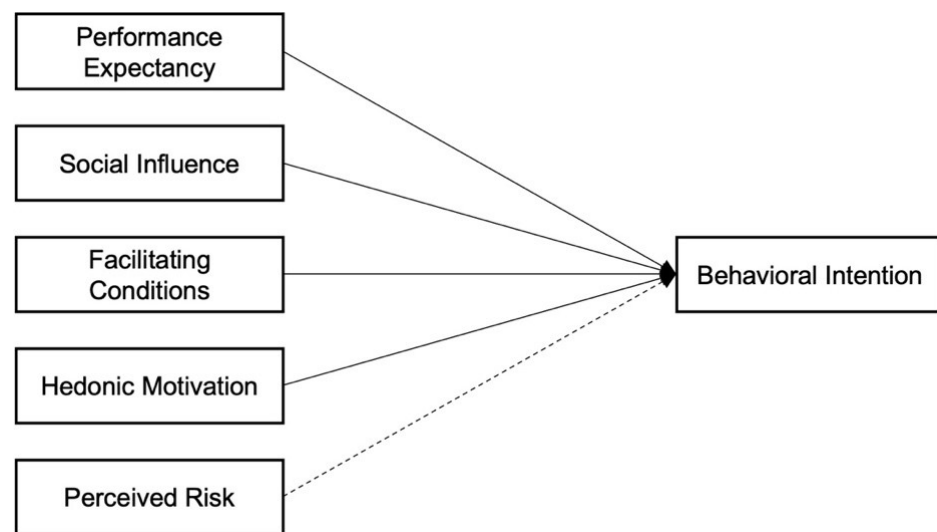 Performance
Expectancy
Social Influence
Facilitating
Conditions
Behavioral Intention
Hedonic Motivation
Perceived Risk